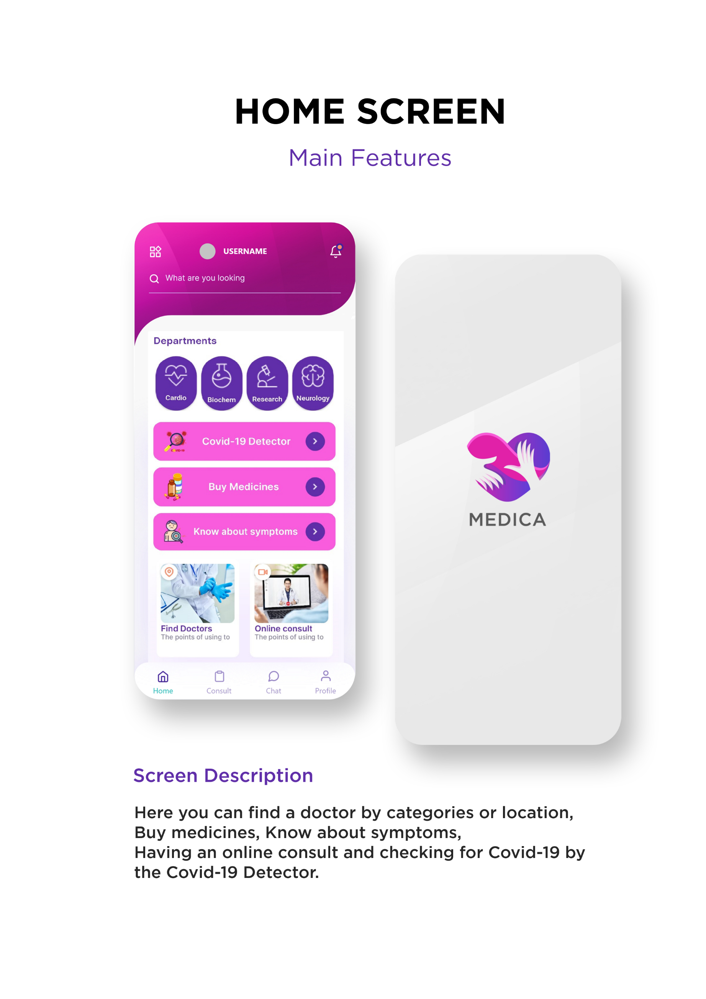 HOME SCREEN
Main Features
USERNAME
What are you looking
Departments
Cardio
Biochem
Research
Neurology
COVID-19
Covid-19 Detector
Buy Medicines
Know about symptoms
Find Doctors
The points of using to
Online consult
The points of using to
Home
Consult
Chat
Profile
MEDICA
Screen Description
Here you can find a doctor by categories or location,
Buy medicines, Know about symptoms,
Having an online consult and checking for Covid-19 by
the Covid-19 Detector.